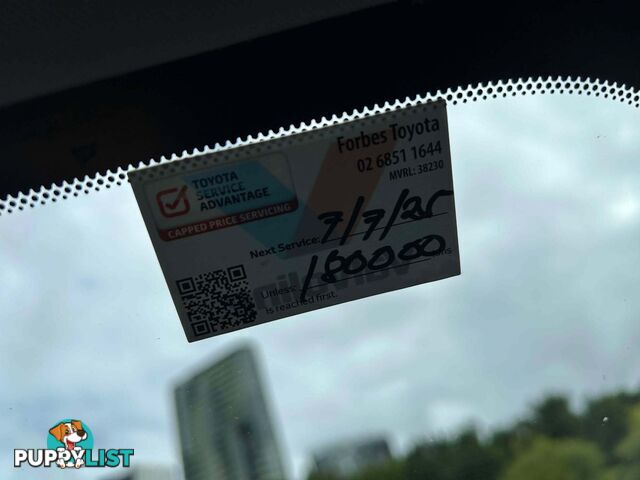 Forbes Toyota
02 6851 1644
MVRL: 38230
TOYOTA
SERVICE
ADVANTAGE
CAPPED PRICE SERVICING
Next Service: 7/7/25
Unless: 180000
is reached first.
PUPPYLIST